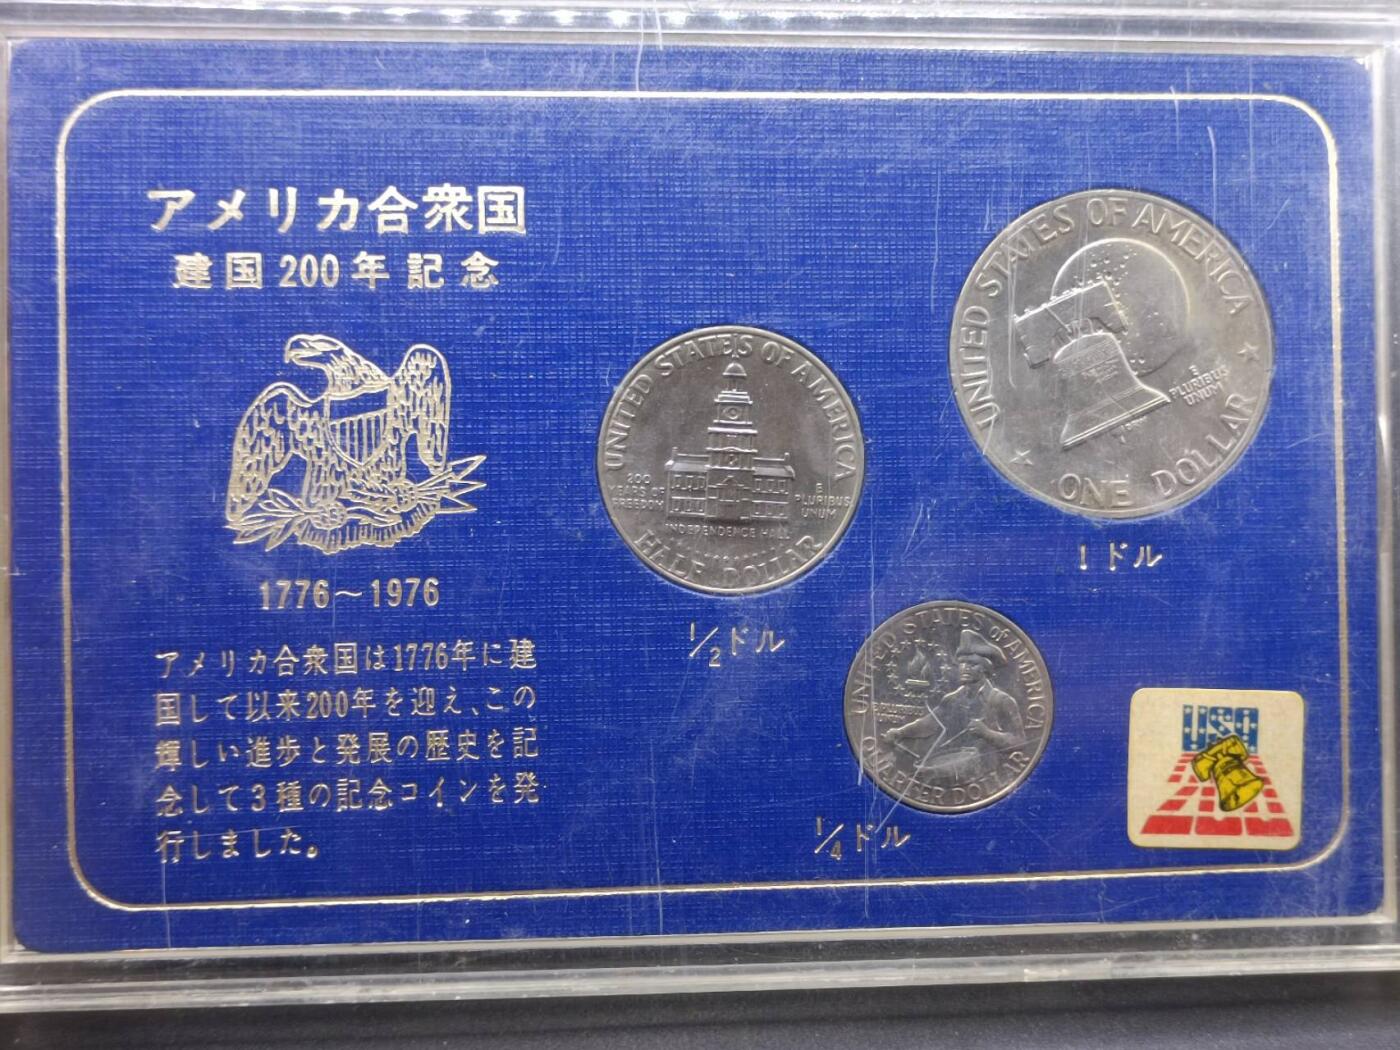 アメリカ合衆国
建国200年記念
1776～1976
アメリカ合衆国は1776年に建
国して以来200年を迎え、この
輝しい進歩と発展の歴史を記
念して3種の記念コインを発
行しました。
UNITED STATES OF AMERICA
200
YEARS OF
FREEDOM
E
PLURIBUS
UNUM
INDEPENDENCE HALL
HALF DOLLAR
1/2ドル
UNITED STATES OF AMERICA
E
PLURIBUS
UNUM
ONE DOLLAR
1ドル
UNITED STATES of AMERICA
E PLURIBUS
UNUM
QUARTER DOLLAR
1/4ドル
USA